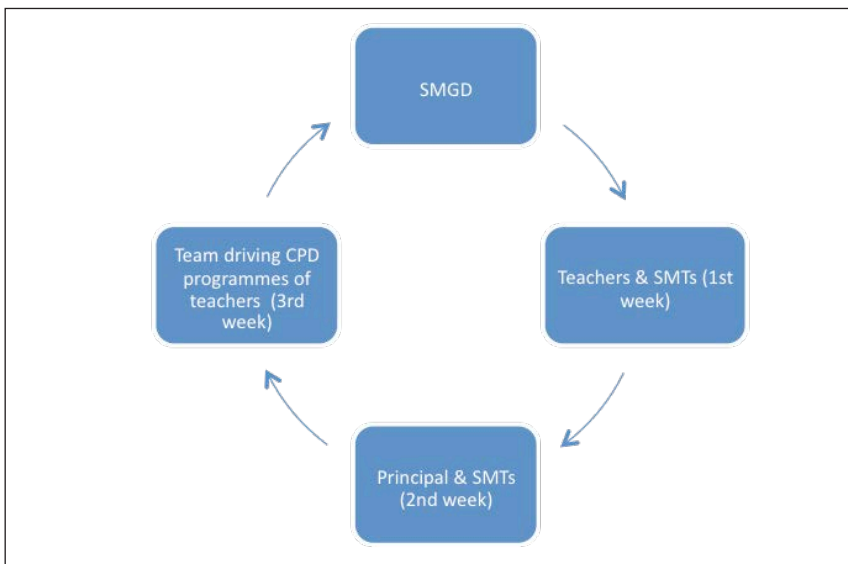 SMGD
Teachers & SMTs (1st
week)
Principal & SMTs
(2nd week)
Team driving CPD
programmes of
teachers  (3rd
week)